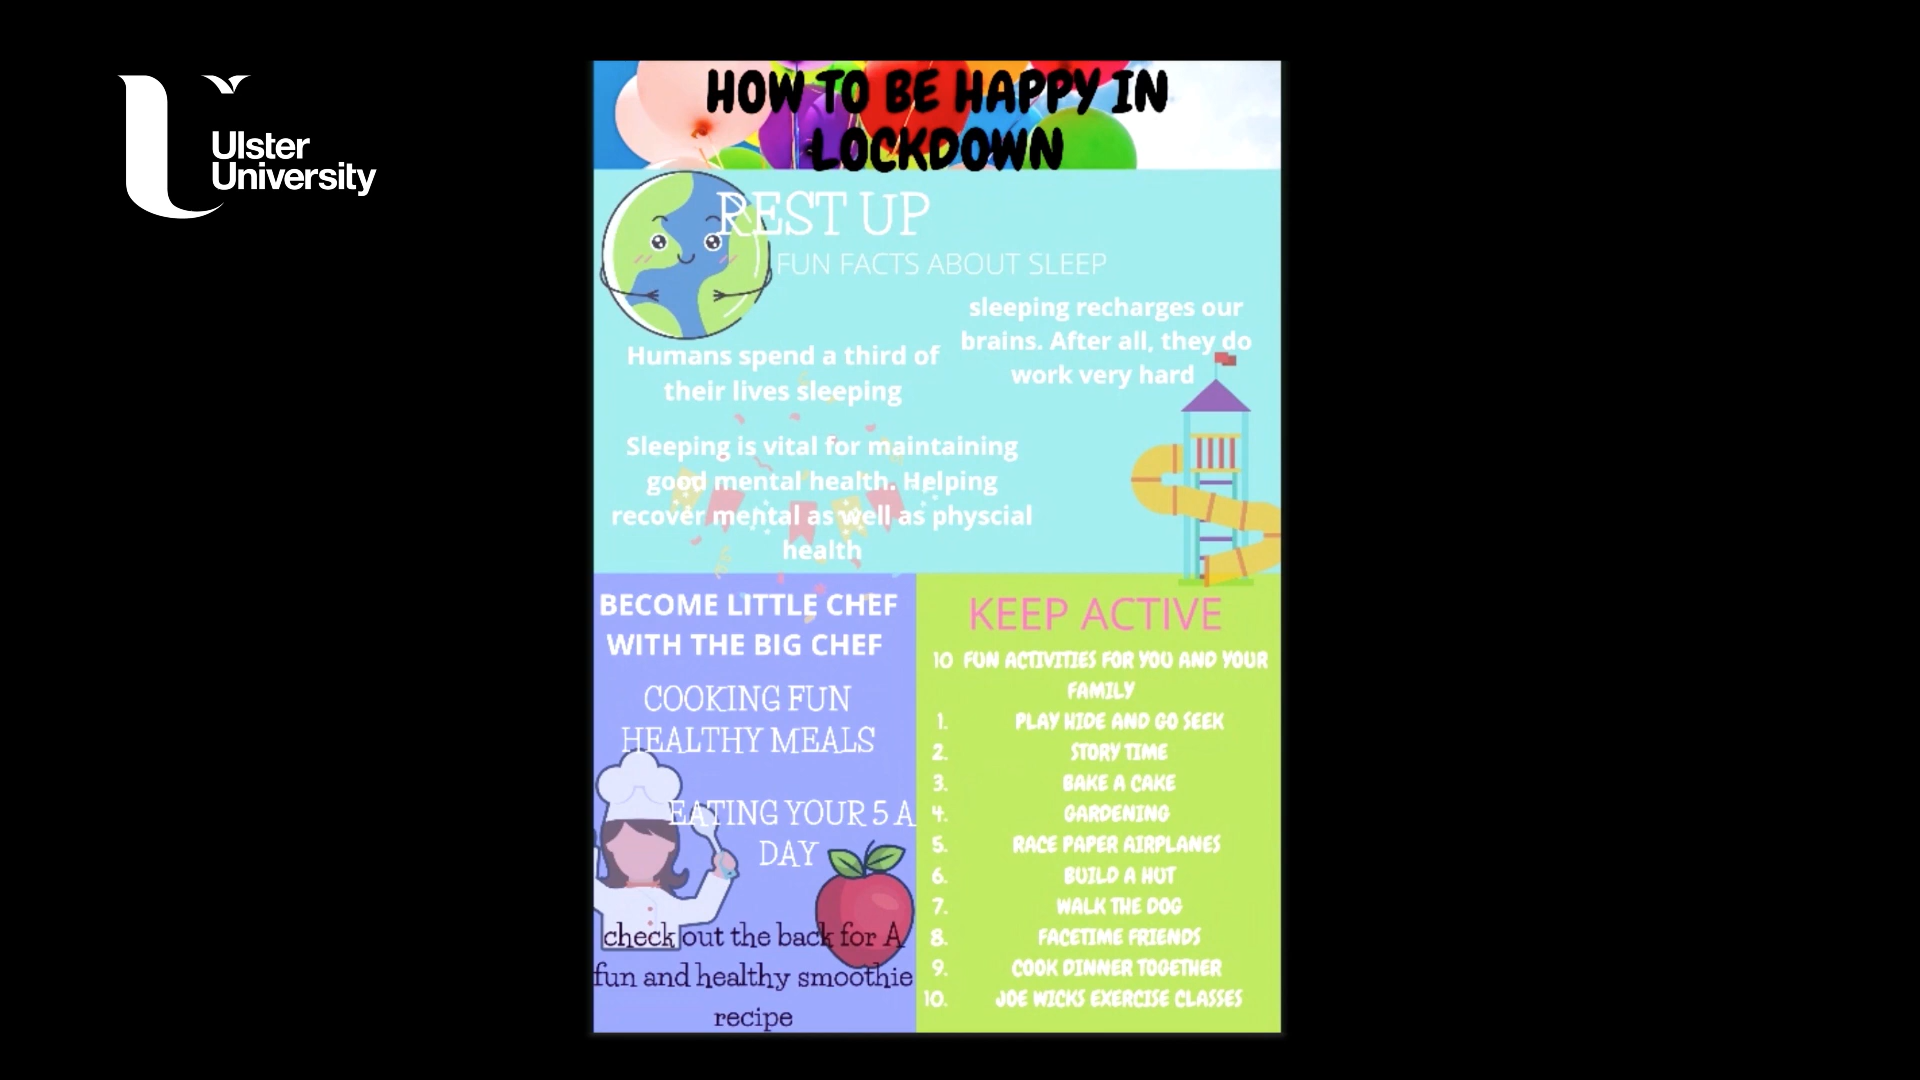 Ulster
University
HOW TO BE HAPPY IN
LOCKDOWN
REST UP
FUN FACTS ABOUT SLEEP
sleeping recharges our
brains. After all, they do
work very hard
Humans spend a third of
their lives sleeping
Sleeping is vital for maintaining
good mental health. Helping
recover mental as well as physcial
health
BECOME LITTLE CHEF
WITH THE BIG CHEF
COOKING FUN
HEALTHY MEALS
EATING YOUR 5 A
DAY
check out the back for A
fun and healthy smoothie
recipe
KEEP ACTIVE
10 FUN ACTIVITIES FOR YOU AND YOUR
FAMILY
1. PLAY HIDE AND GO SEEK
2. STORY TIME
3. BAKE A CAKE
4. GARDENING
5. RACE PAPER AIRPLANES
6. BUILD A HUT
7. WALK THE DOG
8. FACETIME FRIENDS
9. COOK DINNER TOGETHER
10. JOE WICKS EXERCISE CLASSES